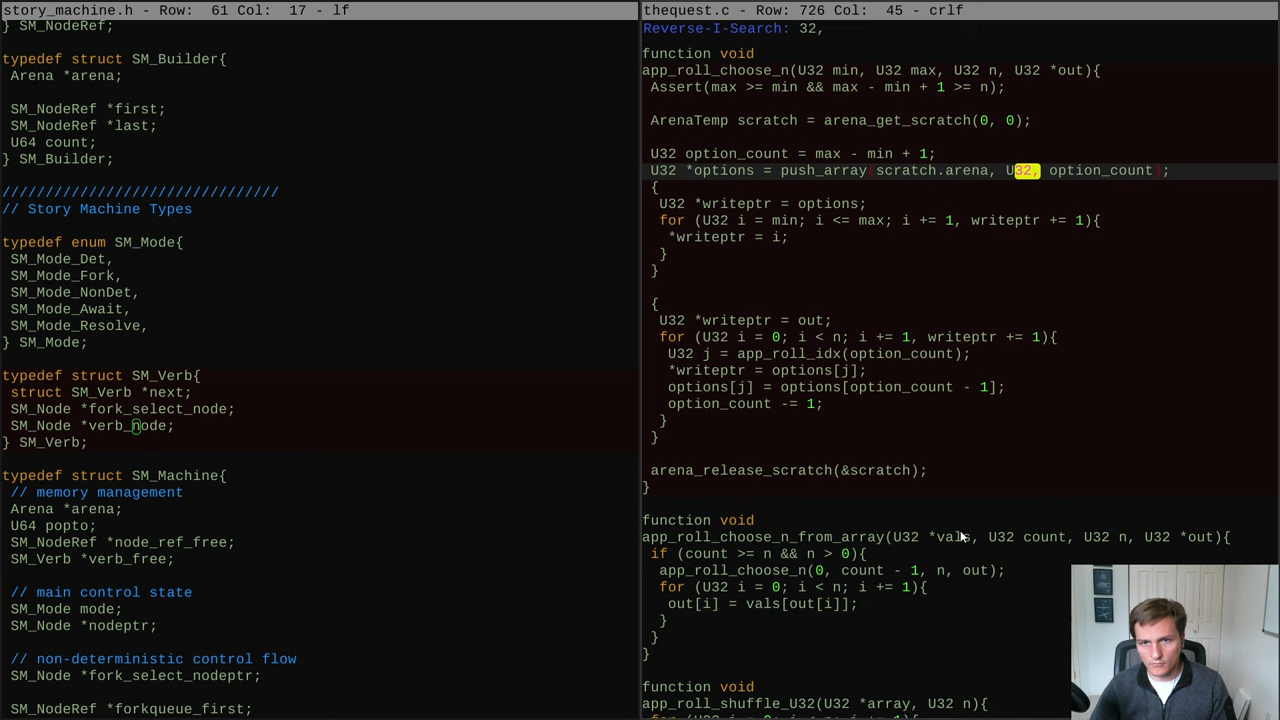 story_machine.h - Row:  61 Col:  17 - lf
} SM_NodeRef;
typedef struct SM_Builder{
Arena *arena;
SM_NodeRef *first;
SM_NodeRef *last;
U64 count;
} SM_Builder;
////////////////////////////////
// Story Machine Types
typedef enum SM_Mode{
SM_Mode_Det,
SM_Mode_Fork,
SM_Mode_NonDet,
SM_Mode_Await,
SM_Mode_Resolve,
} SM_Mode;
typedef struct SM_Verb{
struct SM_Verb *next;
SM_Node *fork_select_node;
SM_Node *verb_node;
} SM_Verb;
typedef struct SM_Machine{
// memory management
Arena *arena;
U64 popto;
SM_NodeRef *node_ref_free;
SM_Verb *verb_free;
// main control state
SM_Mode mode;
SM_Node *nodeptr;
// non-deterministic control flow
SM_Node *fork_select_nodeptr;
SM_NodeRef *forkqueue_first;
thequest.c - Row: 726 Col:  45 - crlf
Reverse-I-Search: 32,
function void
app_roll_choose_n(U32 min, U32 max, U32 n, U32 *out){
Assert(max >= min && max - min + 1 >= n);
ArenaTemp scratch = arena_get_scratch(0, 0);
U32 option_count = max - min + 1;
U32 *options = push_array(scratch.arena, U32, option_count);
{
U32 *writeptr = options;
for (U32 i = min; i <= max; i += 1, writeptr += 1){
*writeptr = i;
}
}
{
U32 *writeptr = out;
for (U32 i = 0; i < n; i += 1, writeptr += 1){
U32 j = app_roll_idx(option_count);
*writeptr = options[j];
options[j] = options[option_count - 1];
option_count -= 1;
}
}
arena_release_scratch(&scratch);
}
function void
app_roll_choose_n_from_array(U32 *vals, U32 count, U32 n, U32 *out){
if (count >= n && n > 0){
app_roll_choose_n(0, count - 1, n, out);
for (U32 i = 0; i < n; i += 1){
out[i] = vals[out[i]];
}
}
}
function void
app_roll_shuffle_U32(U32 *array, U32 n){